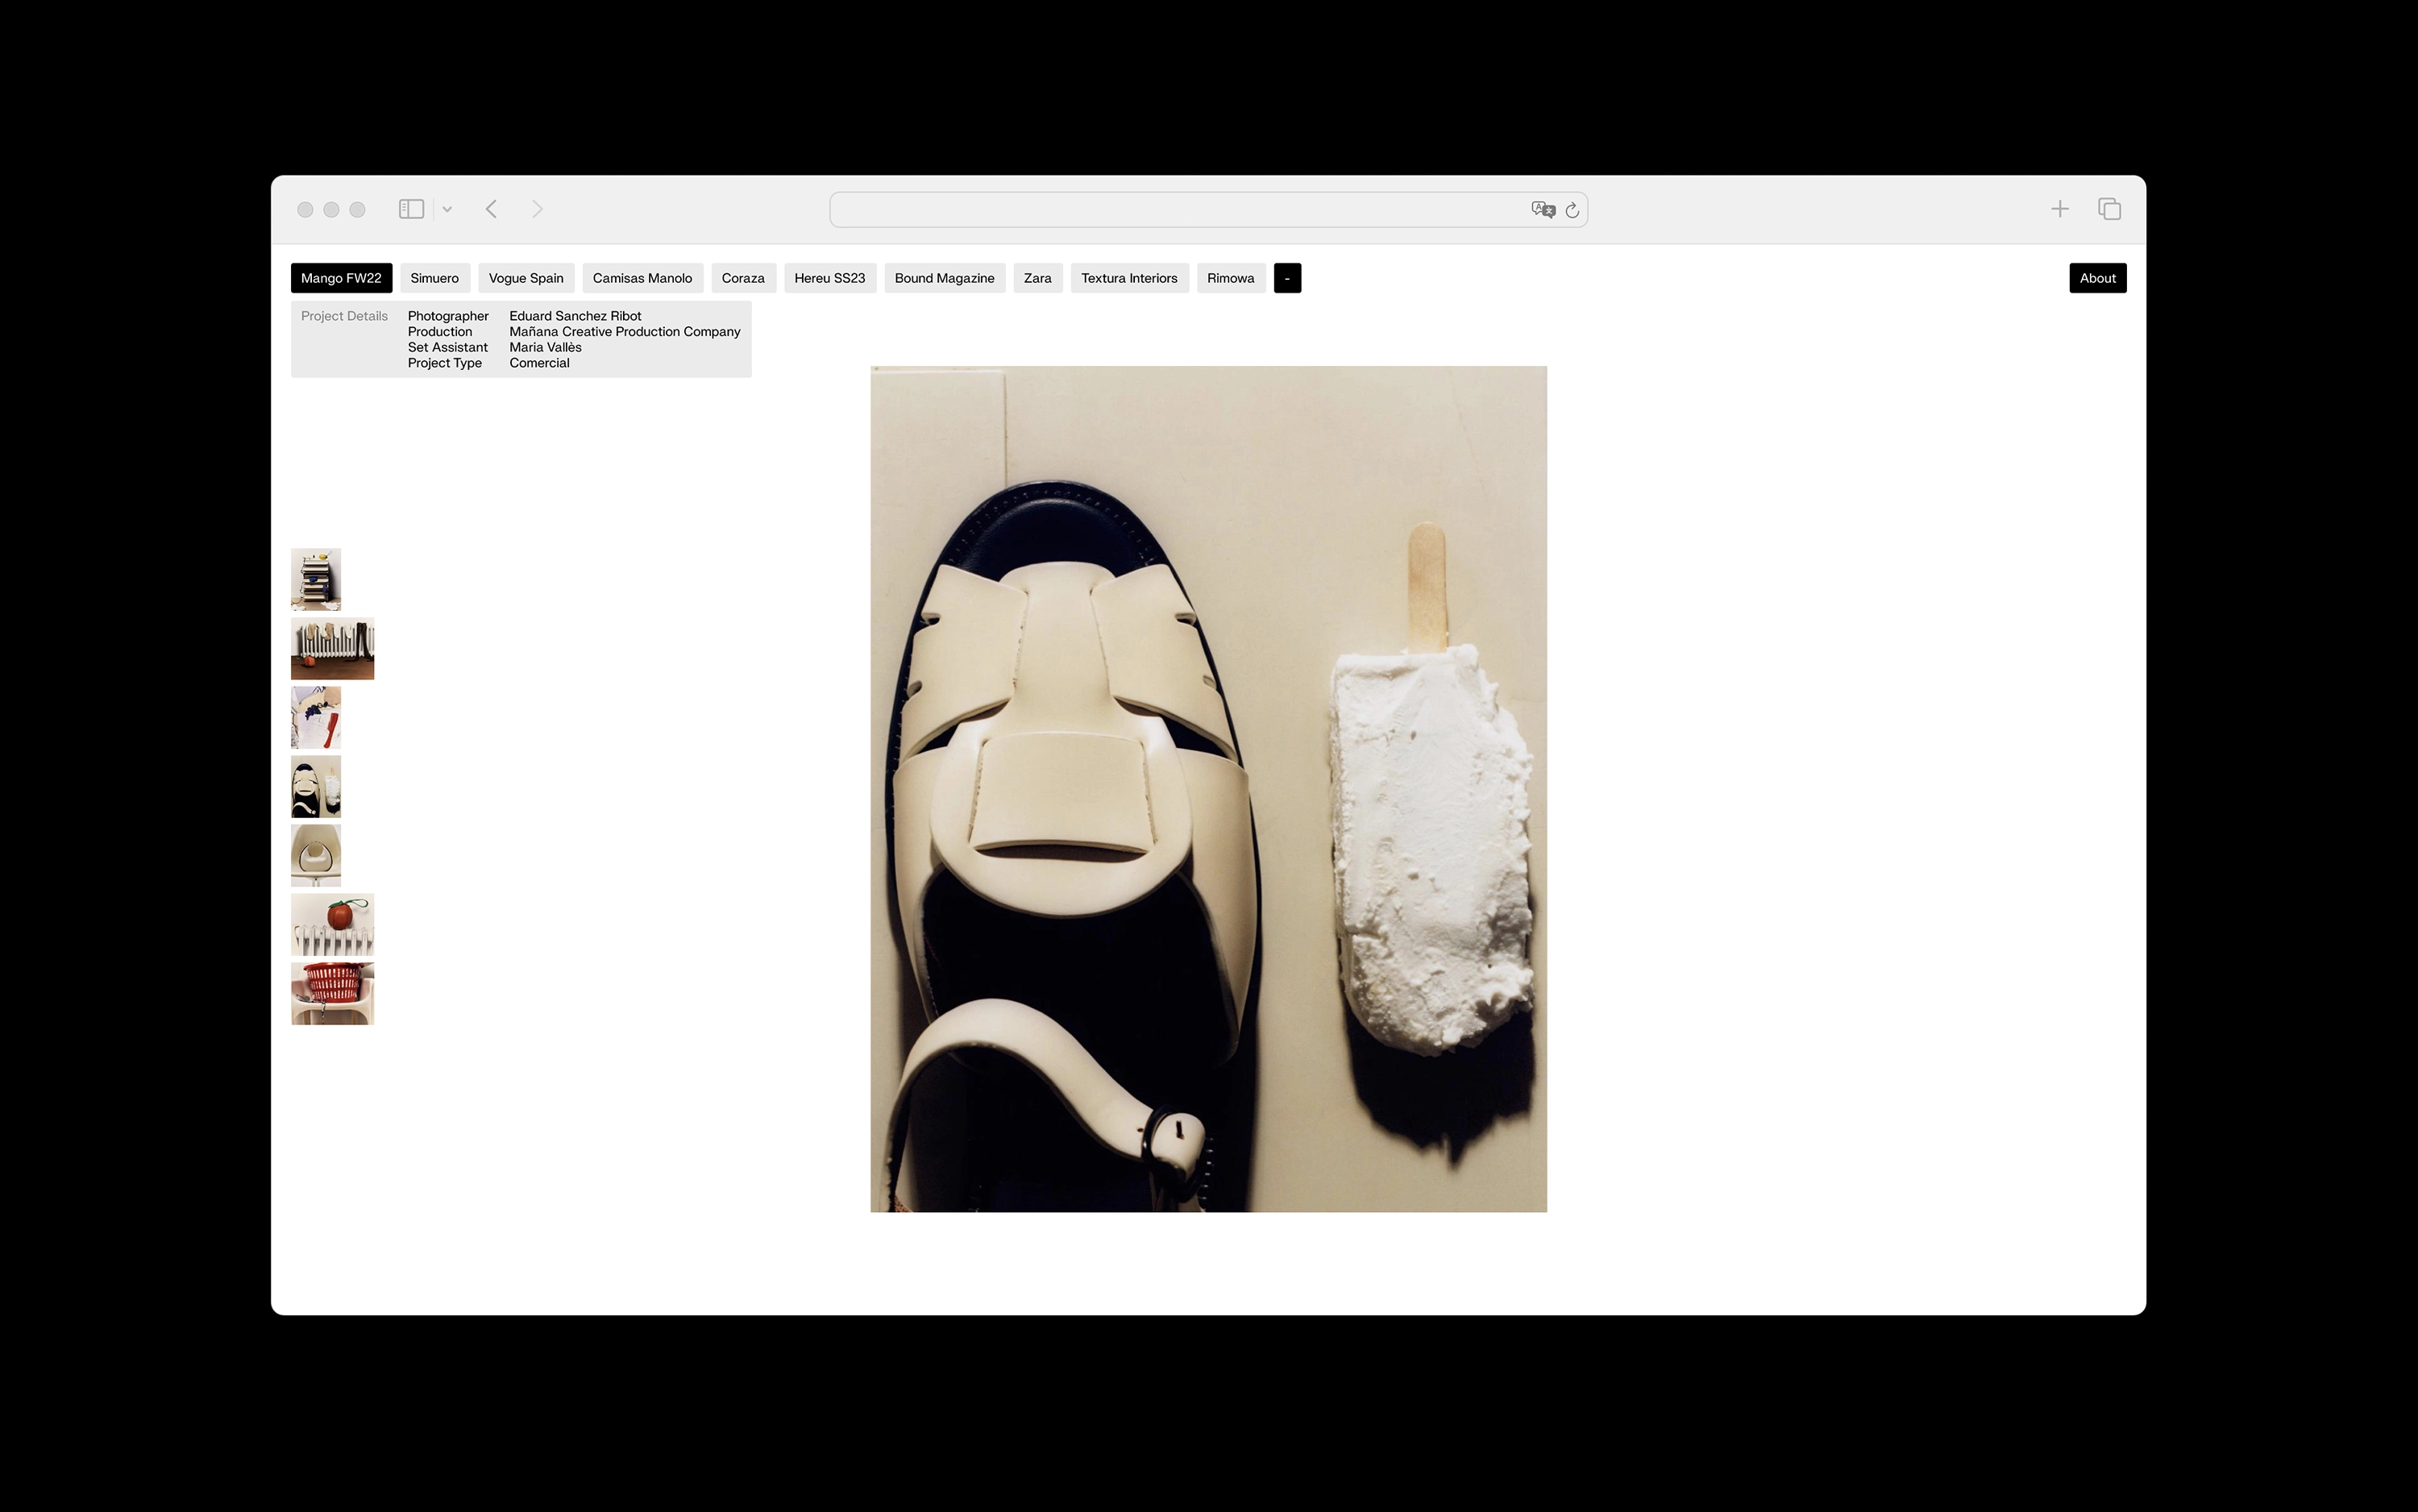 Mango FW22 Simuero Vogue Spain Camisas Manolo Coraza Hereu SS23 Bound Magazine Zara Textura Interiors Rimowa - About
Project Details Photographer Eduard Sanchez Ribot
Production Mañana Creative Production Company
Set Assistant Maria Vallès
Project Type Comercial